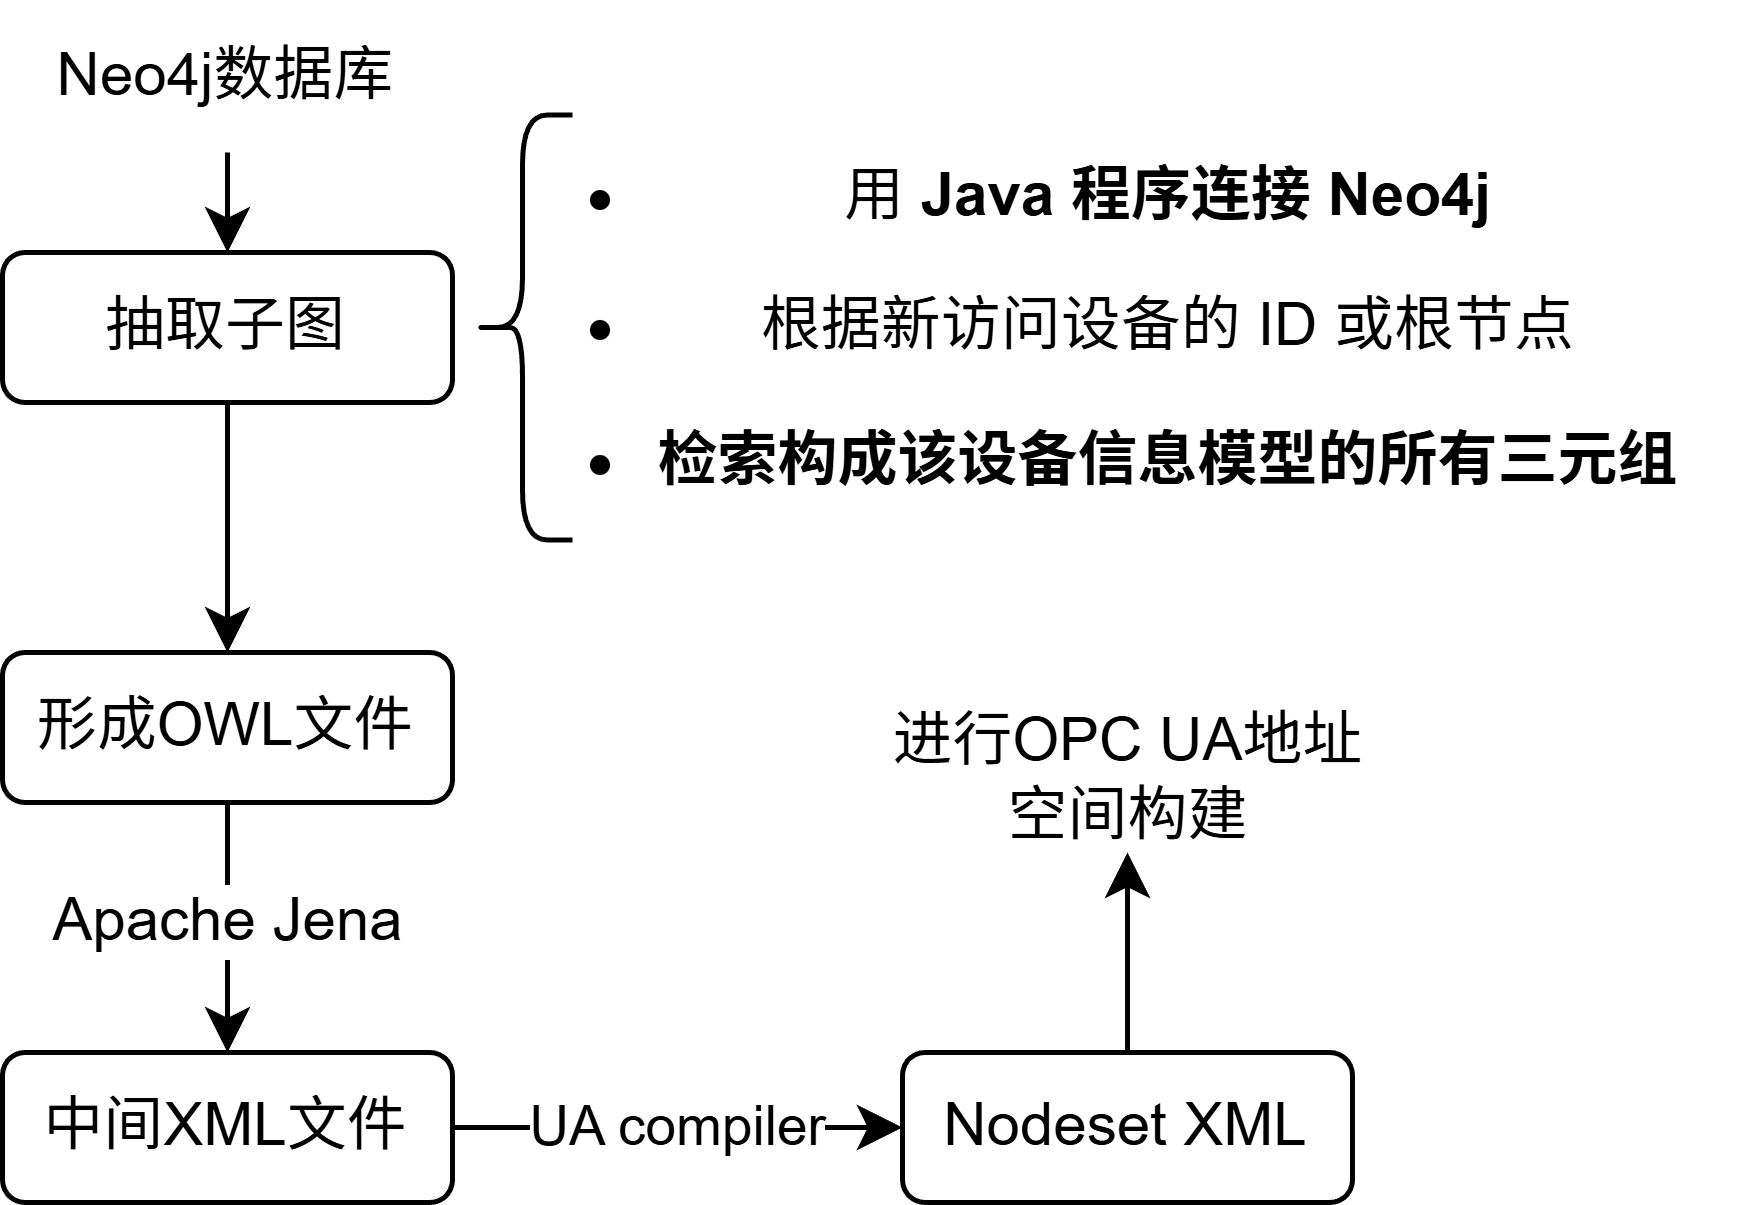 Neo4j数据库
抽取子图
• 用 Java 程序连接 Neo4j
• 根据新访问设备的 ID 或根节点
• 检索构成该设备信息模型的所有三元组
形成OWL文件
Apache Jena
中间XML文件
UA compiler
Nodeset XML
进行OPC UA地址
空间构建